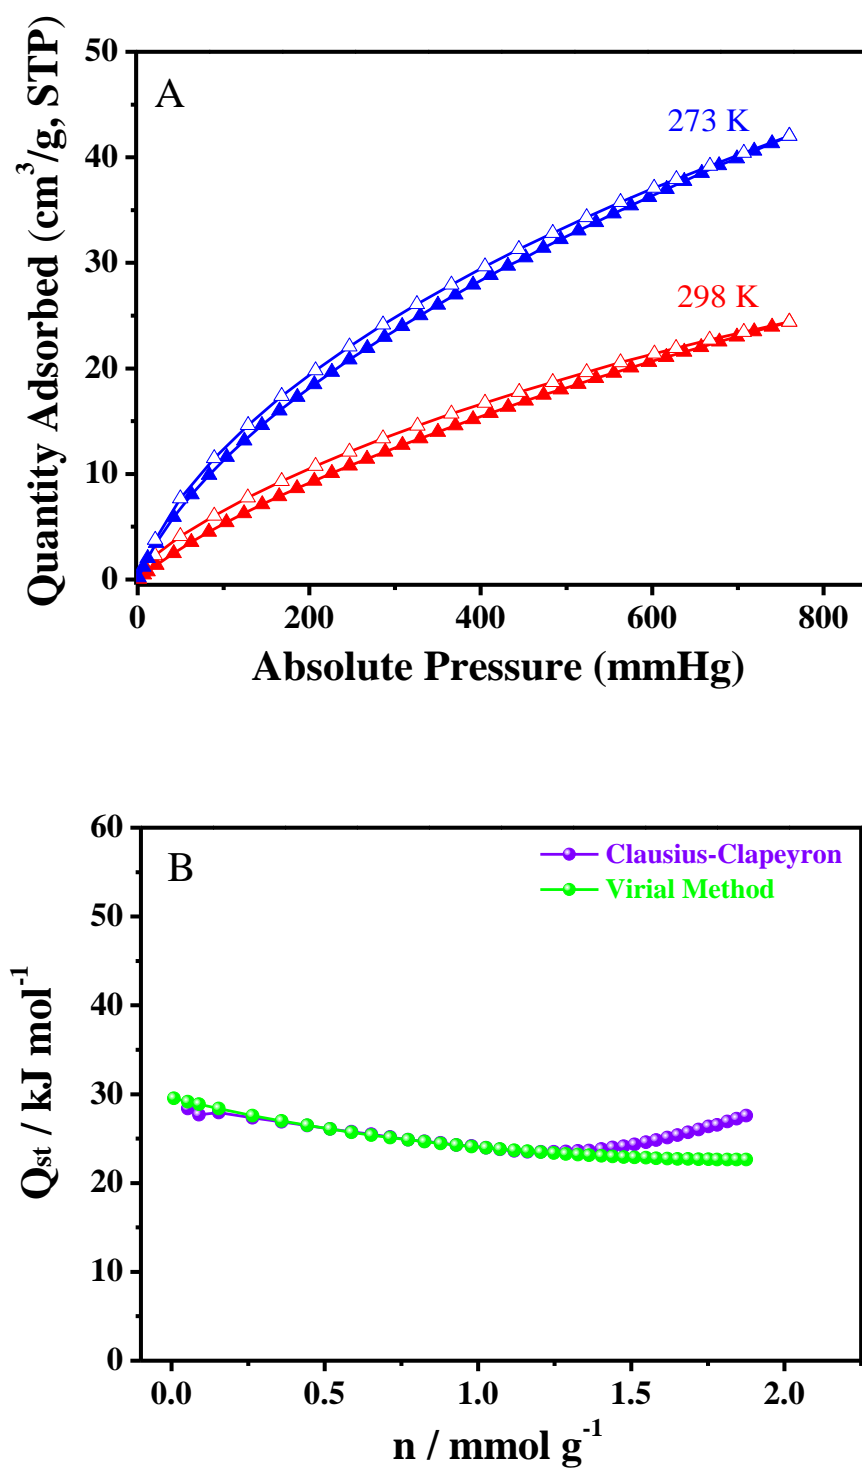 A
273 K
298 K
50
40
30
20
10
0
Quantity Adsorbed (cm³/g, STP)
0 200 400 600 800
Absolute Pressure (mmHg)
B
Clausius-Clapeyron
Virial Method
60
50
40
30
20
10
0
Qst / kJ mol⁻¹
0.0 0.5 1.0 1.5 2.0
n / mmol g⁻¹